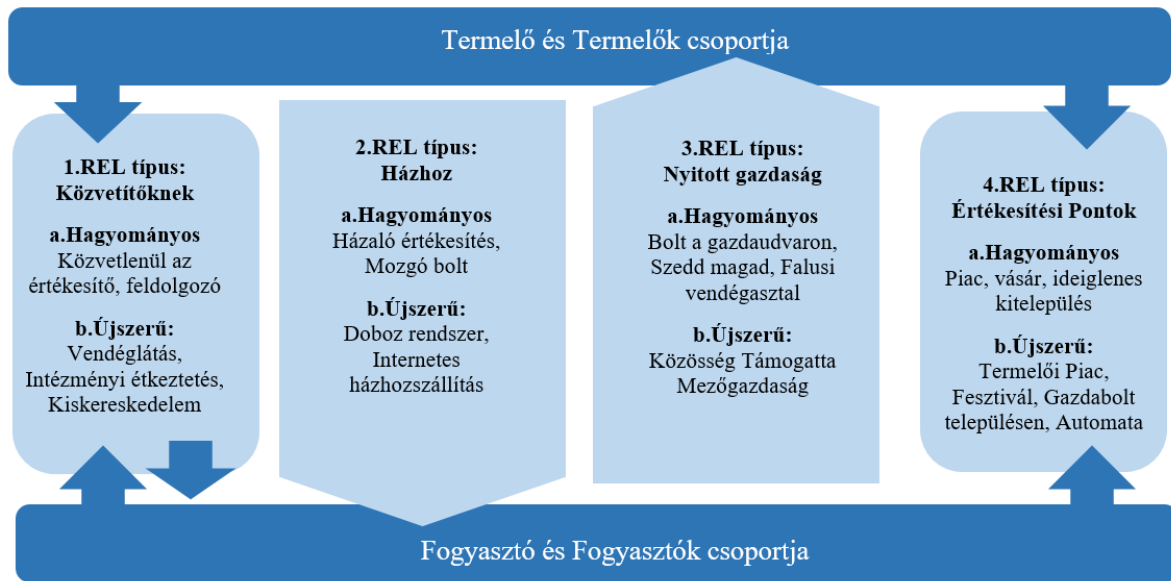 Termelő és Termelők csoportja
1.REL típus:
Közvetítőknek
a.Hagyományos
Közvetlenül az
értékesítő, feldolgozó
b.Újszerű:
Vendéglátás,
Intézményi étkeztetés,
Kiskereskedelem
2.REL típus:
Házhoz
a.Hagyományos
Házaló értékesítés,
Mozgó bolt
b.Újszerű:
Doboz rendszer,
Internetes
házhozszállítás
3.REL típus:
Nyitott gazdaság
a.Hagyományos
Bolt a gazdaudvaron,
Szedd magad, Falusi
vendégasztal
b.Újszerű:
Közösség Támogatta
Mezőgazdaság
4.REL típus:
Értékesítési Pontok
a.Hagyományos
Piac, vásár, ideiglenes
kitelepülés
b.Újszerű:
Termelői Piac,
Fesztivál, Gazdabolt
településen, Automata
Fogyasztó és Fogyasztók csoportja